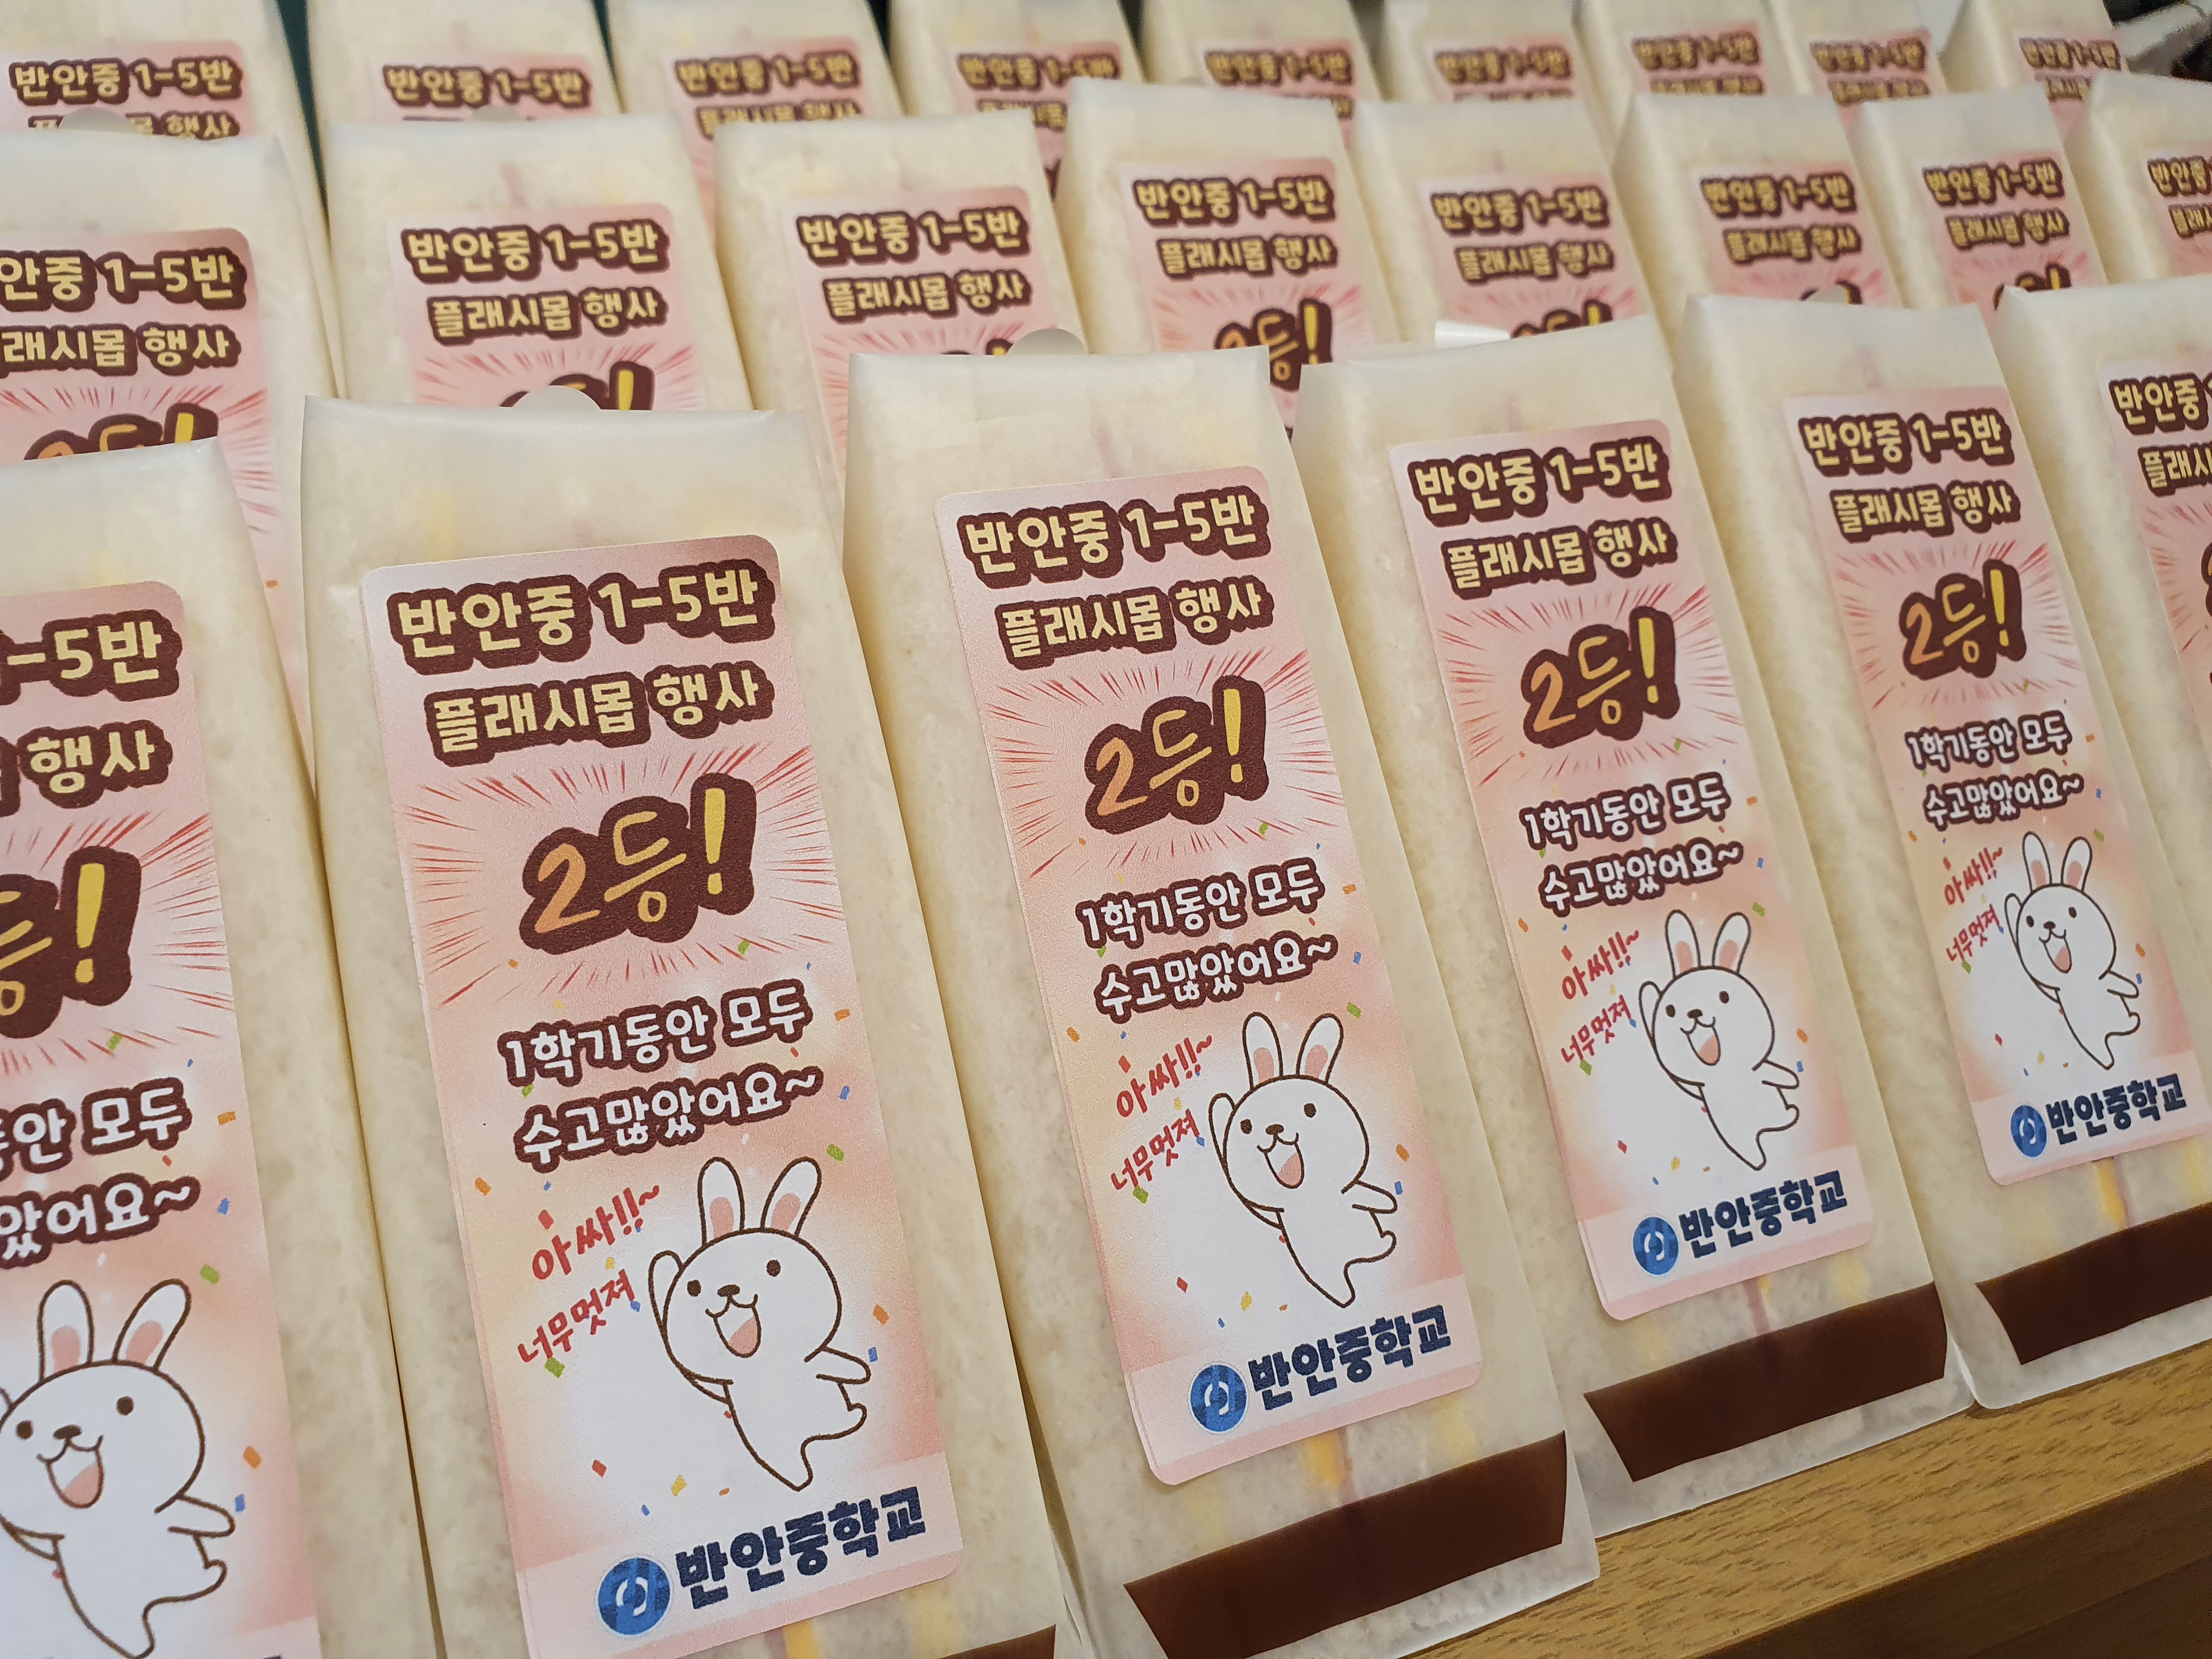 반안중 1-5반
플래시몹 행사
2등!
1학기동안 모두
수고많았어요~
아싸!!~
너무멋져
반안중학교